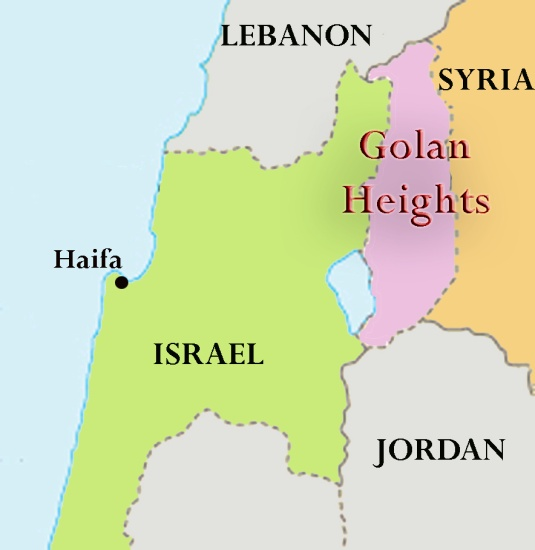 LEBANON
SYRIA
Golan
Heights
Haifa
ISRAEL
JORDAN